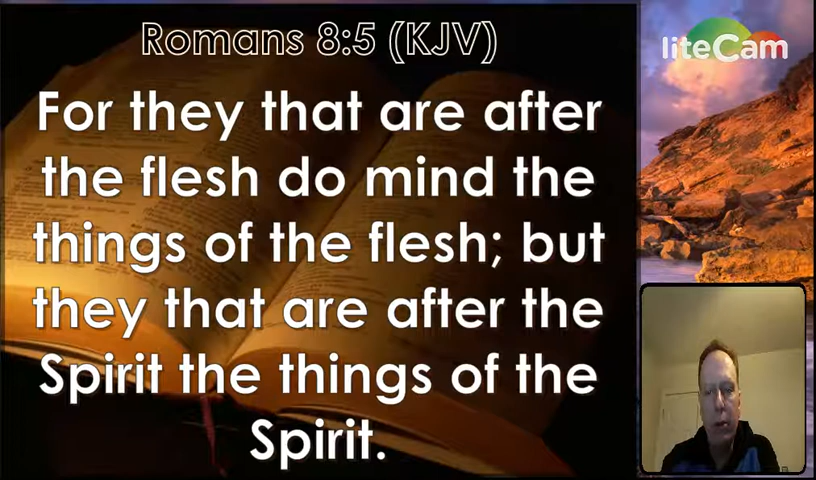 Romans 8:5 (KJV)
For they that are after
the flesh do mind the
things of the flesh; but
they that are after the
Spirit the things of the
Spirit.
liteCam